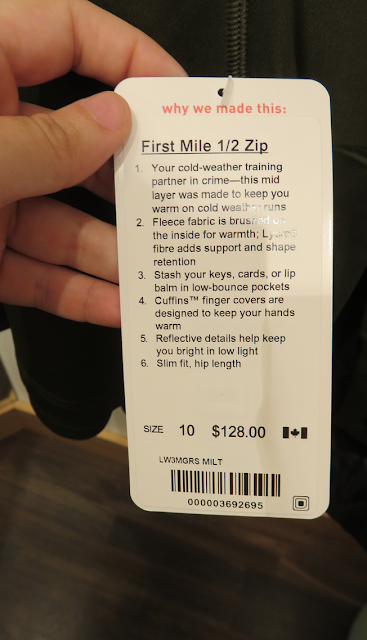 why we made this:
First Mile 1/2 Zip
1. Your cold-weather training
partner in crime—this mid
layer was made to keep you
warm on cold weather runs
2. Fleece fabric is brushed on
the inside for warmth; Lycra®
fibre adds support and shape
retention
3. Stash your keys, cards, or lip
balm in low-bounce pockets
4. Cuffins™ finger covers are
designed to keep your hands
warm
5. Reflective details help keep
you bright in low light
6. Slim fit, hip length
SIZE 10 $128.00
LW3MGRS MILT
000003692695